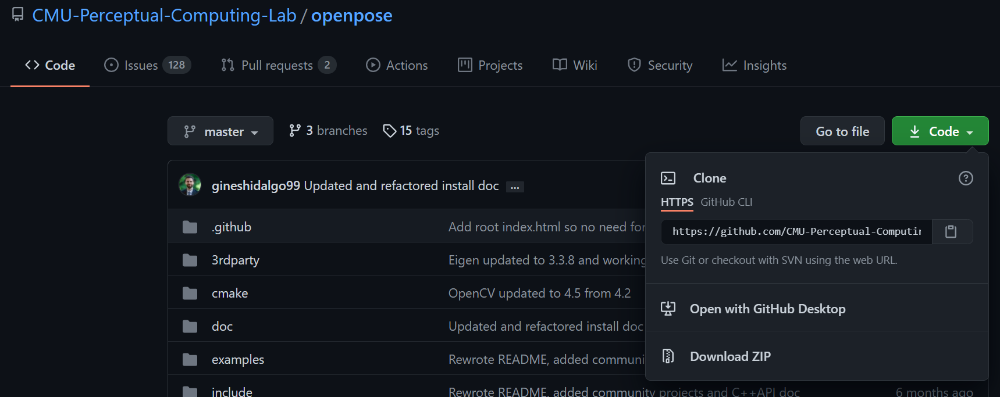 CMU-Perceptual-Computing-Lab / openpose
Code Issues 128 Pull requests 2 Actions Projects Wiki Security Insights
master 3 branches 15 tags Go to file Code
gineshidalgo99 Updated and refactored install doc ...
.github Add root index.html so no need for
3rdparty Eigen updated to 3.3.8 and working
cmake OpenCV updated to 4.5 from 4.2
doc Updated and refactored install doc
examples Rewrote README, added communi
include Rewrote README, added community projects and C++API doc 6 months ago
Clone
HTTPS GitHub CLI
https://github.com/CMU-Perceptual-Computin
Use Git or checkout with SVN using the web URL.
Open with GitHub Desktop
Download ZIP